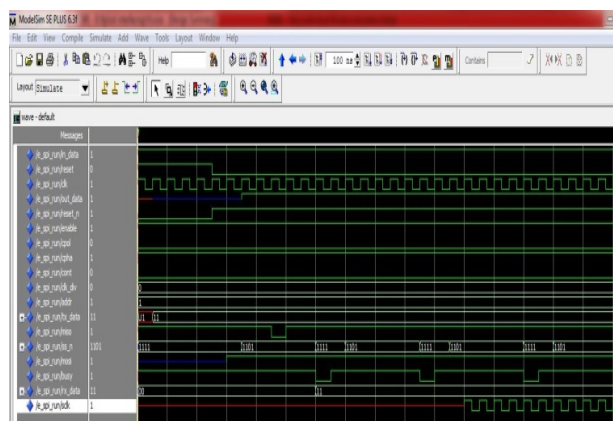 ModelSim SE PLUS 6.3f
File Edit View Compile Simulate Add Wave Tools Layout Window Help
Help 100 ns Contains
Layout Simulate
wave - default
Messages
/e_spi_run/in_data 1
/e_spi_run/reset 0
/e_spi_run/clk 1
/e_spi_run/out_data 1
/e_spi_run/reset_n 1
/e_spi_run/enable 1
/e_spi_run/cpol 0
/e_spi_run/cpha 1
/e_spi_run/cont 0
/e_spi_run/clk_div 0 0
/e_spi_run/addr 1 1
/e_spi_run/tx_data 11 U1 11
/e_spi_run/miso 1
/e_spi_run/ss_n 1101 1111 1101 1111 1101 1111 1101 1111 1101
/e_spi_run/mosi 1
/e_spi_run/busy 1
/e_spi_run/rx_data 11 00 11
/e_spi_run/sclk 1